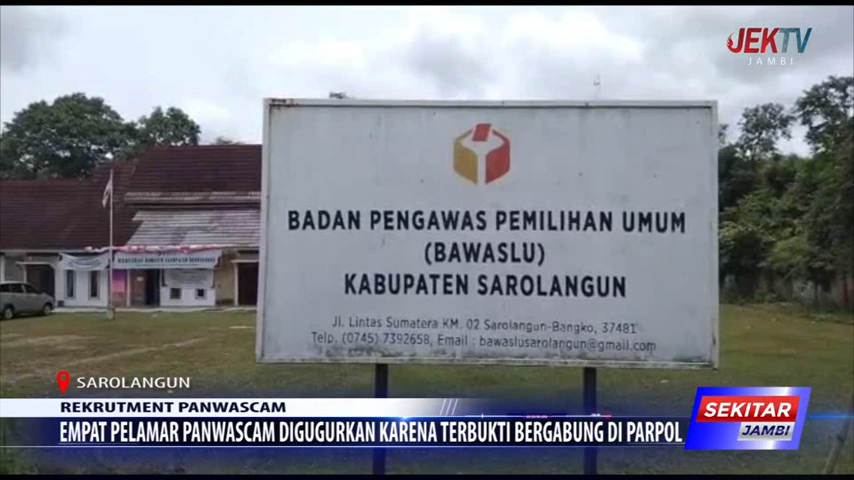 JEKTV
JAMBI
BADAN PENGAWAS PEMILIHAN UMUM
(BAWASLU)
KABUPATEN SAROLANGUN
Jl. Lintas Sumatera KM. 02 Sarolangun-Bangko, 37481
Telp. (0745) 7392658, Email : bawaslusarolangun@gmail.com
SAROLANGUN
REKRUTMENT PANWASCAM
EMPAT PELAMAR PANWASCAM DIGUGURKAN KARENA TERBUKTI BERGABUNG DI PARPOL
SEKITAR
JAMBI